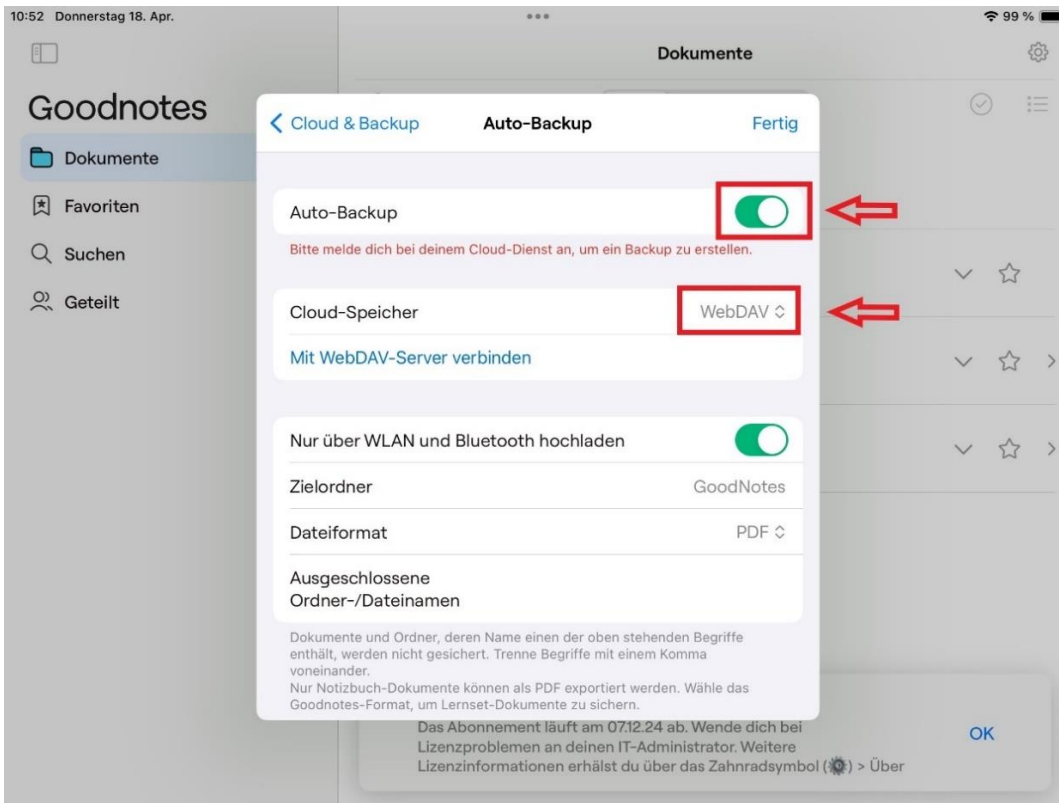 10:52 Donnerstag 18. Apr.
99 %
Dokumente
Goodnotes
Dokumente
Favoriten
Suchen
Geteilt
Cloud & Backup
Auto-Backup
Fertig
Auto-Backup
Bitte melde dich bei deinem Cloud-Dienst an, um ein Backup zu erstellen.
Cloud-Speicher
WebDAV
Mit WebDAV-Server verbinden
Nur über WLAN und Bluetooth hochladen
Zielordner
GoodNotes
Dateiformat
PDF
Ausgeschlossene
Ordner-/Dateinamen
Dokumente und Ordner, deren Name einen der oben stehenden Begriffe
enthält, werden nicht gesichert. Trenne Begriffe mit einem Komma
voneinander.
Nur Notizbuch-Dokumente können als PDF exportiert werden. Wähle das
Goodnotes-Format, um Lernset-Dokumente zu sichern.
Das Abonnement läuft am 07.12.24 ab. Wende dich bei
Lizenzproblemen an deinen IT-Administrator. Weitere
Lizenzinformationen erhälst du über das Zahnradsymbol (⚙) > Über
OK